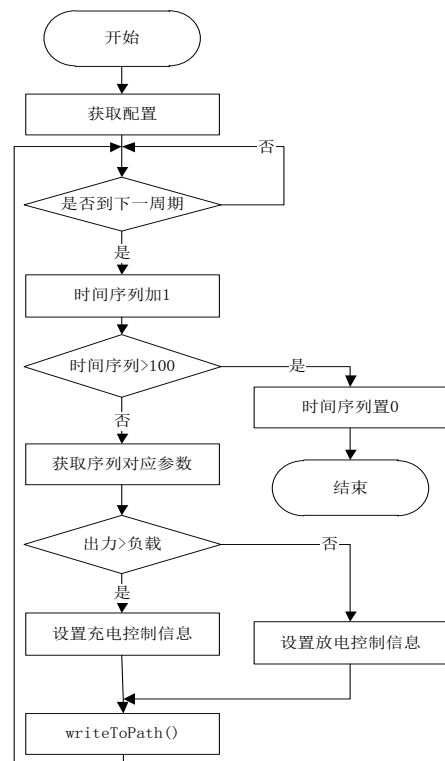 开始
获取配置
否
是否到下一周期
是
时间序列加1
时间序列>100
是
时间序列置0
否
获取序列对应参数
结束
出力>负载
否
是
设置充电控制信息
设置放电控制信息
writeToPath()